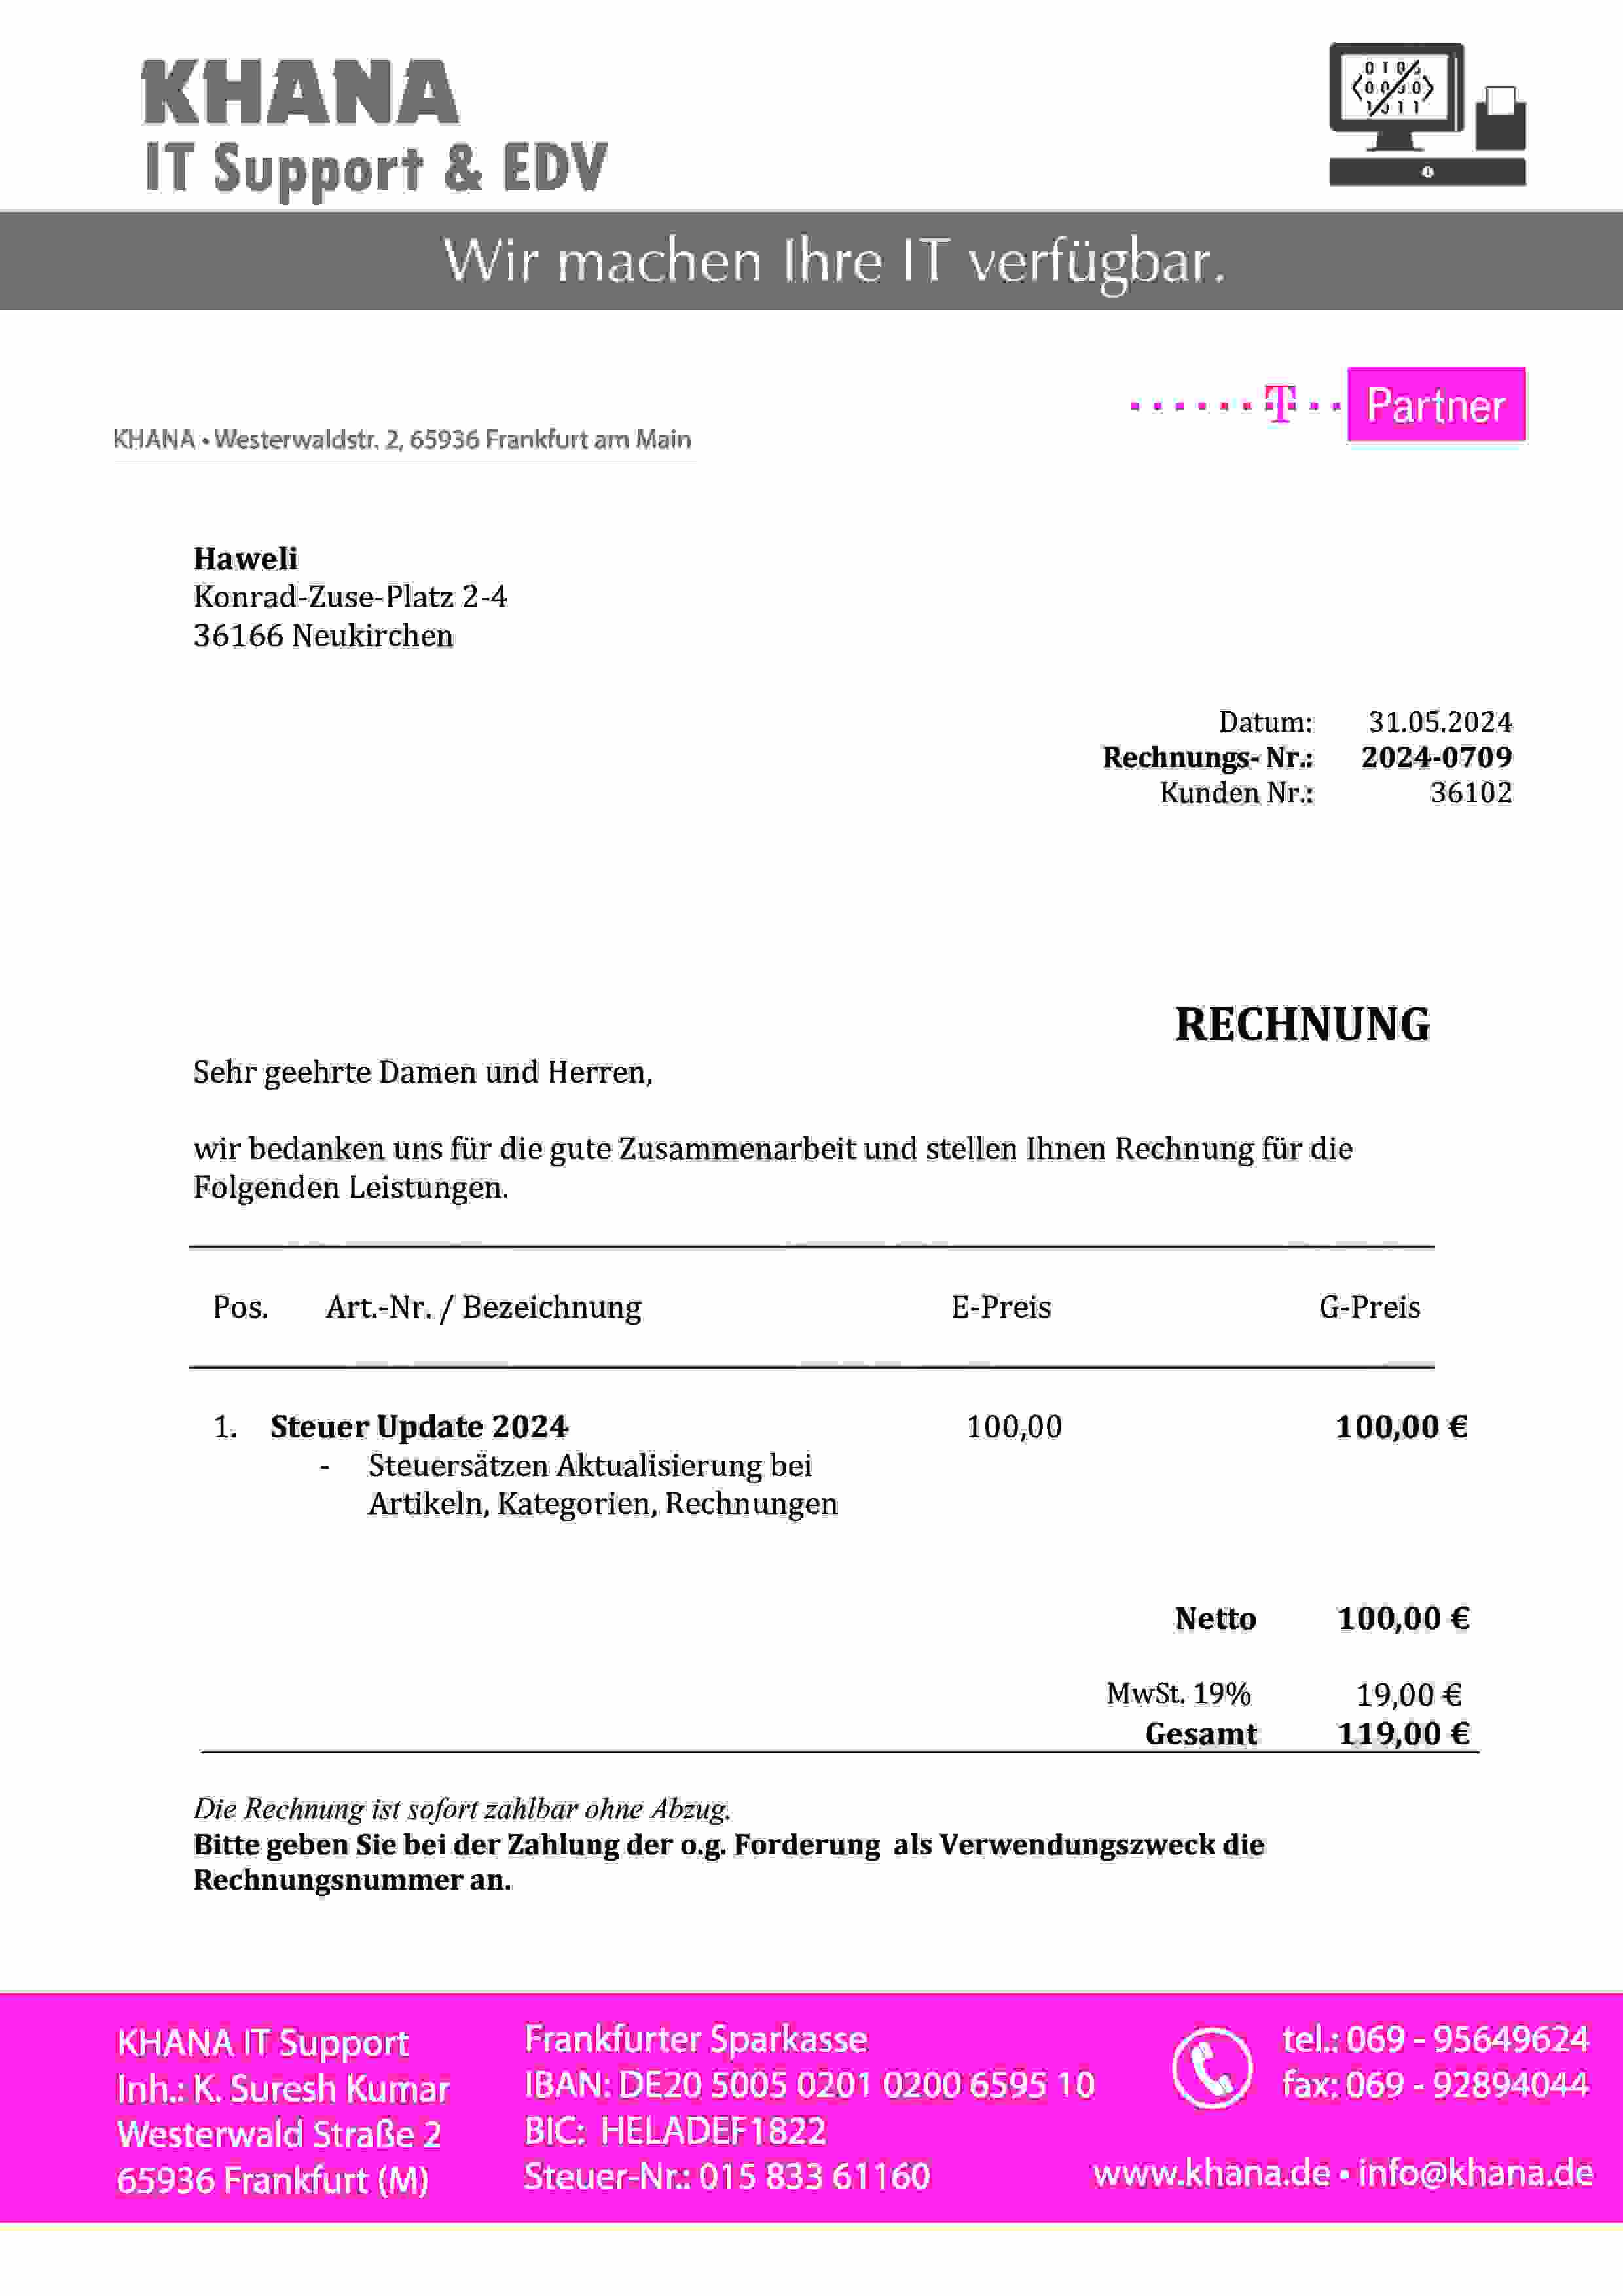 KHANA
IT Support & EDV
Wir machen Ihre IT verfügbar.
T Partner
KHANA • Westerwaldstr. 2, 65936 Frankfurt am Main
Haweli
Konrad-Zuse-Platz 2-4
36166 Neukirchen
Datum: 31.05.2024
Rechnungs- Nr.: 2024-0709
Kunden Nr.: 36102
RECHNUNG
Sehr geehrte Damen und Herren,
wir bedanken uns für die gute Zusammenarbeit und stellen Ihnen Rechnung für die
Folgenden Leistungen.
Pos. Art.-Nr. / Bezeichnung E-Preis G-Preis
1. Steuer Update 2024 100,00 100,00 €
- Steuersätzen Aktualisierung bei
Artikeln, Kategorien, Rechnungen
Netto 100,00 €
MwSt. 19% 19,00 €
Gesamt 119,00 €
Die Rechnung ist sofort zahlbar ohne Abzug.
Bitte geben Sie bei der Zahlung der o.g. Forderung als Verwendungszweck die
Rechnungsnummer an.
KHANA IT Support
Inh.: K. Suresh Kumar
Westerwald Straße 2
65936 Frankfurt (M)
Frankfurter Sparkasse
IBAN: DE20 5005 0201 0200 6595 10
BIC: HELADEF1822
Steuer-Nr.: 015 833 61160
tel.: 069 - 95649624
fax: 069 - 92894044
www.khana.de • info@khana.de